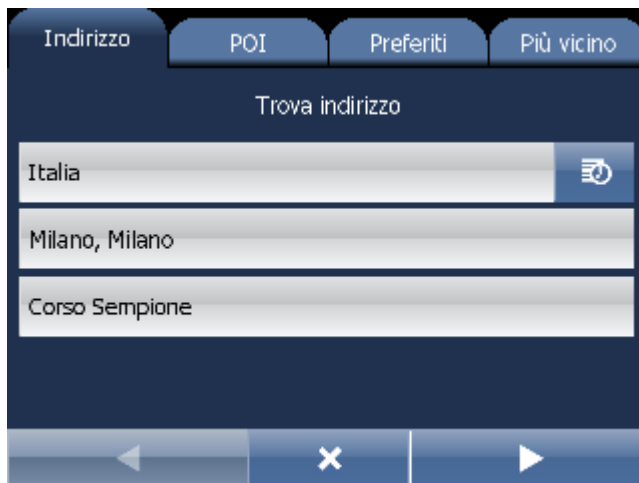 Indirizzo POI Preferiti Più vicino
Trova indirizzo
Italia
Milano, Milano
Corso Sempione